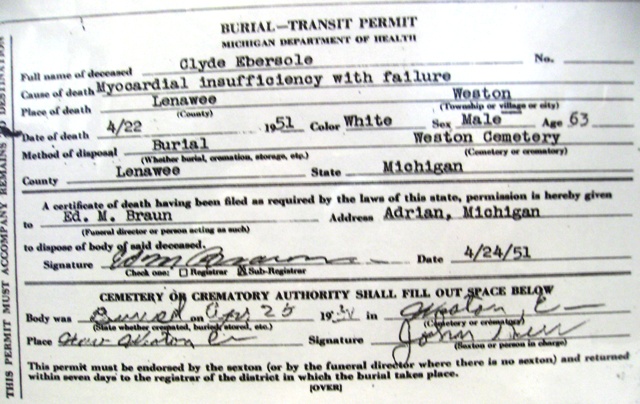 BURIAL—TRANSIT PERMIT
MICHIGAN DEPARTMENT OF HEALTH
Full name of deceased Clyde Ebersole No.
Cause of death Myocardial insufficiency with failure
Place of death Lenawee Weston
(County) (Township or village or city)
Date of death 4/22 1951 Color White Sex Male Age 63
Method of disposal Burial Weston Cemetery
(Whether burial, cremation, storage, etc.) (Cemetery or crematory)
County Lenawee State Michigan
A certificate of death having been filed as required by the laws of this state, permission is hereby given
to Ed. M. Braun Address Adrian, Michigan
(Funeral director or person acting as such)
to dispose of body of said deceased.
Signature Ed M Braun Date 4/24/51
Check one: Registrar Sub-Registrar
CEMETERY OR CREMATORY AUTHORITY SHALL FILL OUT SPACE BELOW
Body was Buried on Apr 25 19 in Weston
(State whether cremated, buried, stored, etc.) (Cemetery or crematory)
Place Weston Signature John
(Sexton or person in charge)
This permit must be endorsed by the sexton (or by the funeral director where there is no sexton) and returned
within seven days to the registrar of the district in which the burial takes place.
[OVER]
THIS PERMIT MUST ACCOMPANY REMAINS DESTINATION